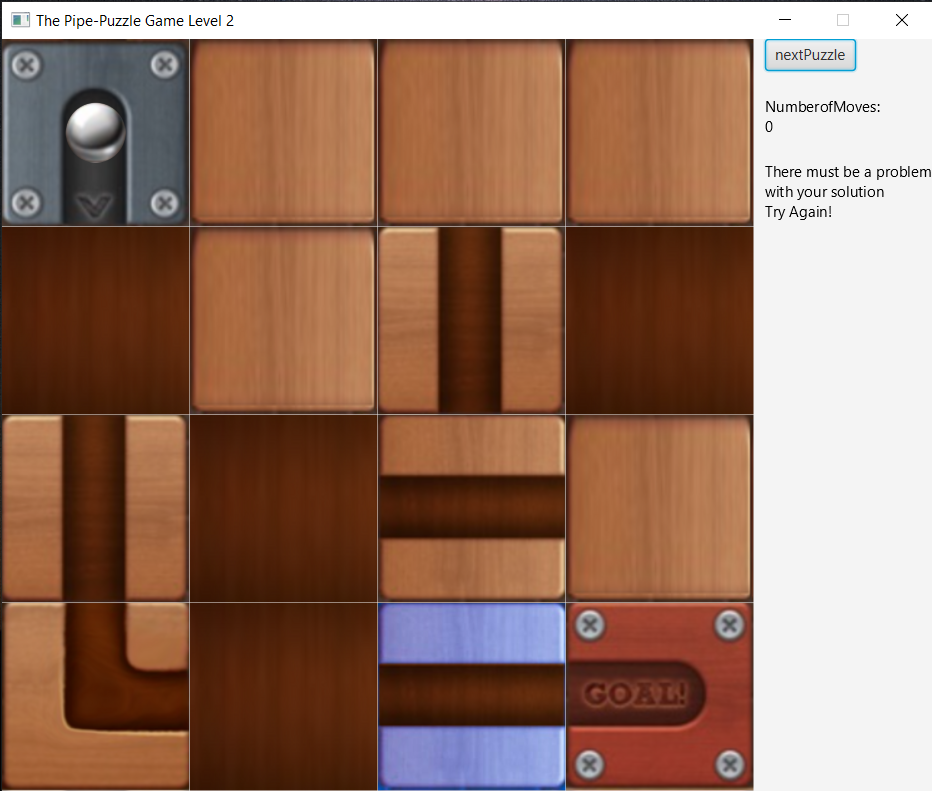 The Pipe-Puzzle Game Level 2
nextPuzzle
NumberofMoves:
0
There must be a problem
with your solution
Try Again!
GOAL!